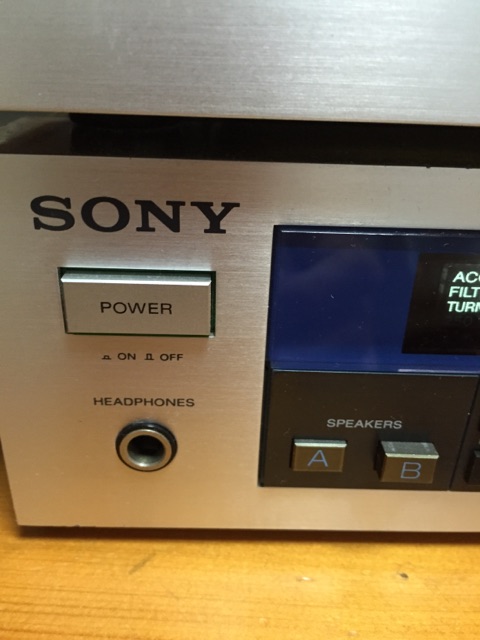 SONY
POWER
ON OFF
HEADPHONES
SPEAKERS
A B